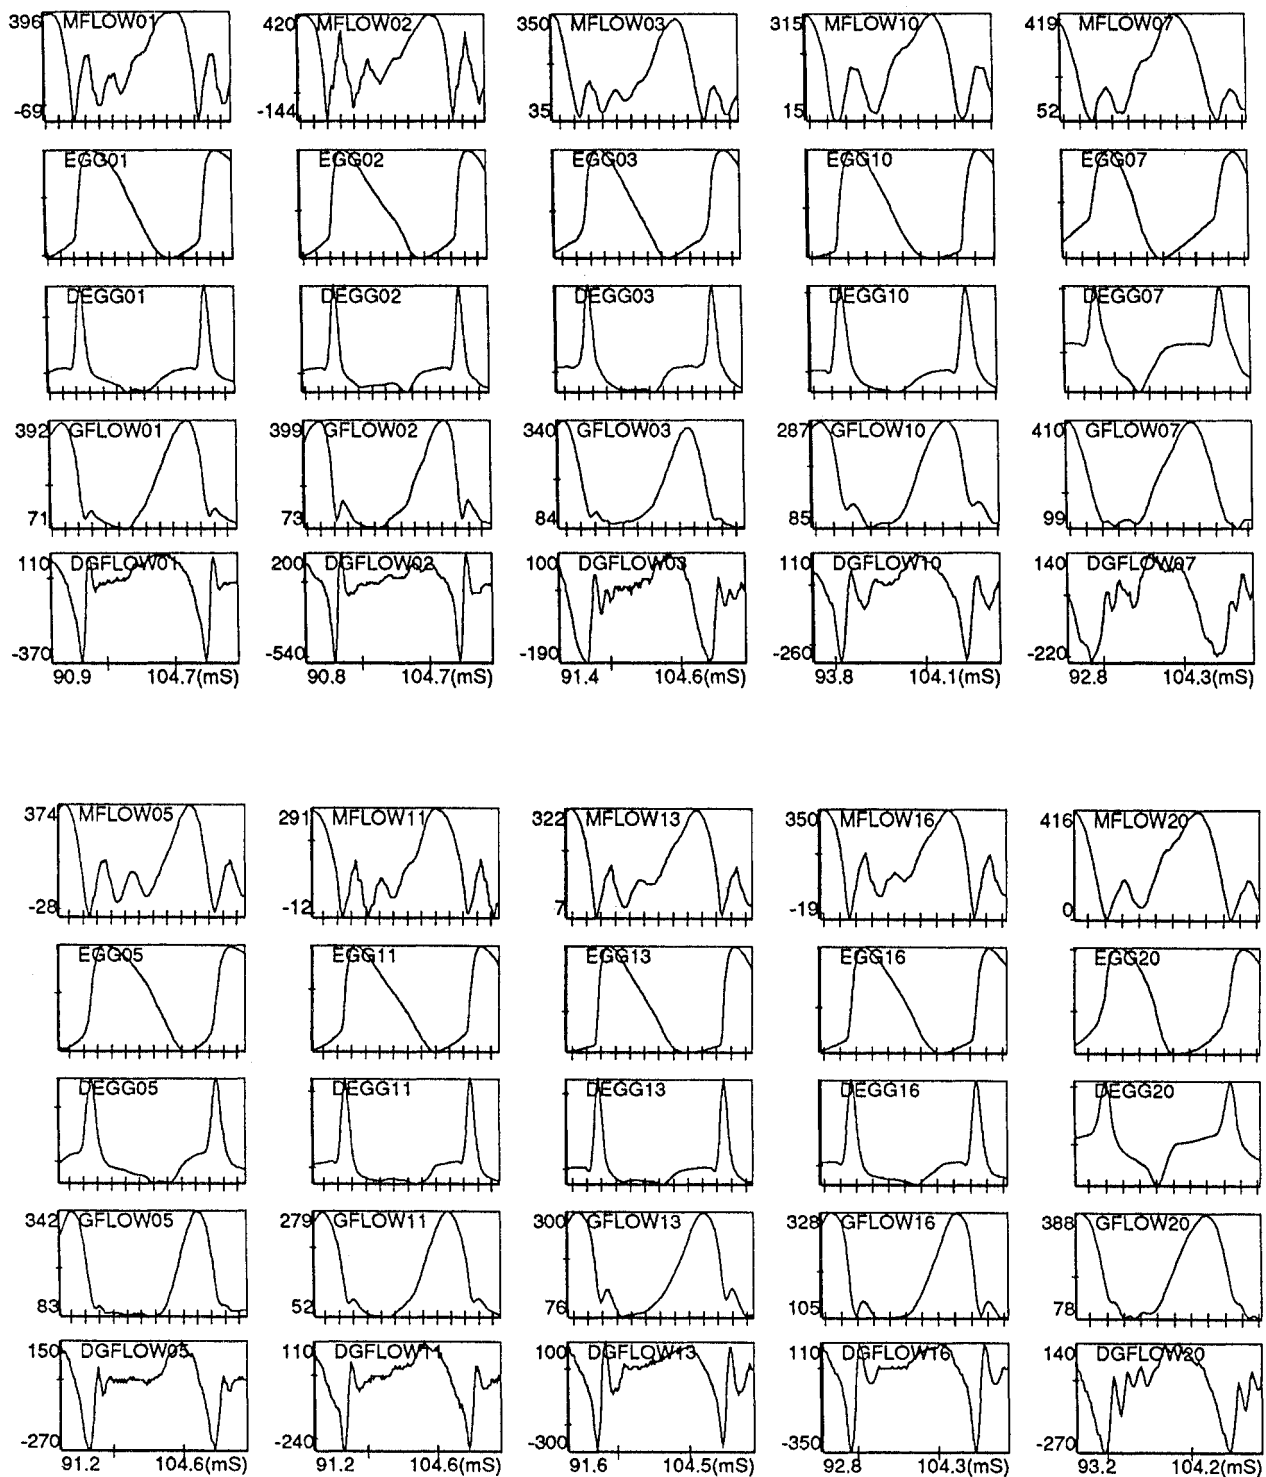 396 MFLOW01 420 MFLOW02 350 MFLOW03 315 MFLOW10 419 MFLOW07
-69 -144 35 15 52
EGG01 EGG02 EGG03 EGG10 EGG07
DEGG01 DEGG02 DEGG03 DEGG10 DEGG07
392 GFLOW01 399 GFLOW02 340 GFLOW03 287 GFLOW10 410 GFLOW07
71 73 84 85 99
110 DGFLOW01 200 DGFLOW02 100 DGFLOW03 110 DGFLOW10 140 DGFLOW07
-370 -540 -190 -260 -220
90.9 104.7(mS) 90.8 104.7(mS) 91.4 104.6(mS) 93.8 104.1(mS) 92.8 104.3(mS)
374 MFLOW05 291 MFLOW11 322 MFLOW13 350 MFLOW16 416 MFLOW20
-28 -12 7 -19 0
EGG05 EGG11 EGG13 EGG16 EGG20
DEGG05 DEGG11 DEGG13 DEGG16 DEGG20
342 GFLOW05 279 GFLOW11 300 GFLOW13 328 GFLOW16 388 GFLOW20
83 52 76 105 78
150 DGFLOW05 110 DGFLOW11 100 DGFLOW13 110 DGFLOW16 140 DGFLOW20
-270 -240 -300 -350 -270
91.2 104.6(mS) 91.2 104.6(mS) 91.6 104.5(mS) 92.8 104.3(mS) 93.2 104.2(mS)